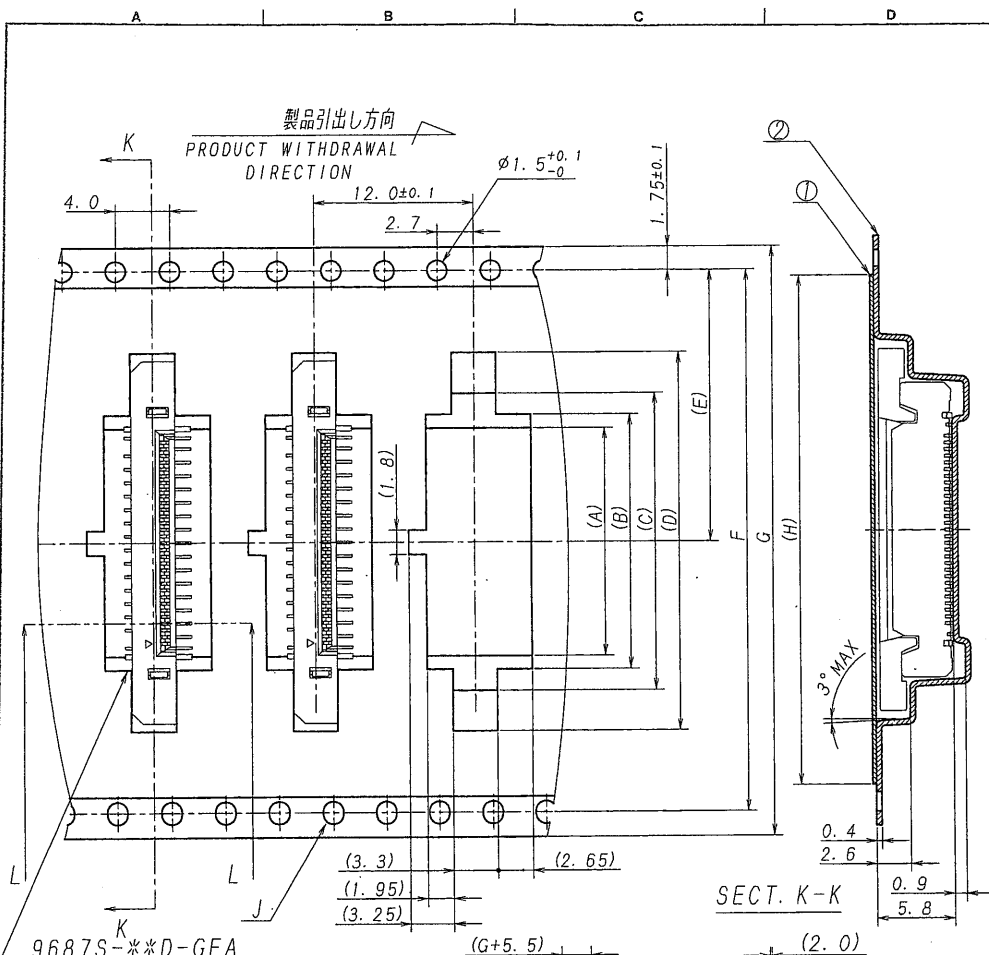 A B C D
K
製品引出し方向
PRODUCT WITHDRAWAL
DIRECTION
4.0
12.0±0.1
2.7
φ1.5 +0.1 -0
1.75±0.1
②
①
(1.8)
(A)
(B)
(C)
(D)
(E)
F
G
(H)
3° MAX
0.4
2.6
0.9
5.8
SECT. K-K
L
L
J
(3.3)
(2.65)
(1.95)
(3.25)
K
9687S-※※D-GFA
(G+5.5)
(2.0)